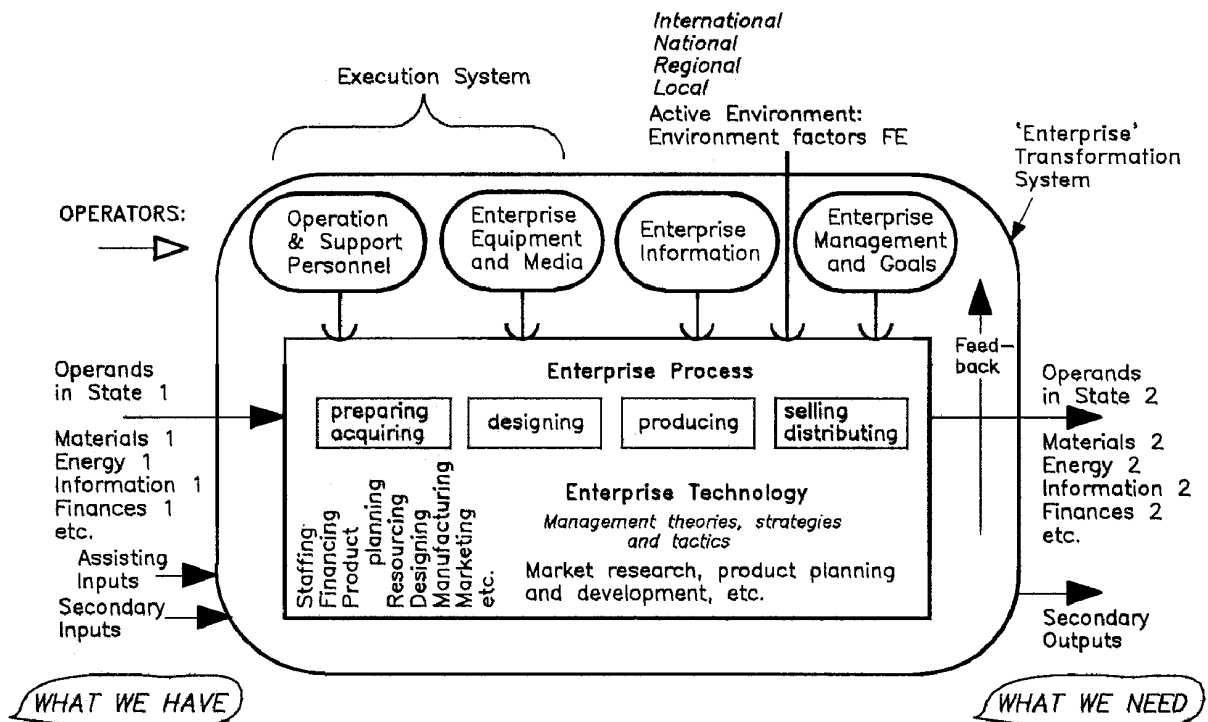 International
National
Regional
Local
Active Environment:
Environment factors FE
Execution System
'Enterprise'
Transformation
System
OPERATORS:
Operation
& Support
Personnel
Enterprise
Equipment
and Media
Enterprise
Information
Enterprise
Management
and Goals
Feed-
back
Operands
in State 1
Materials 1
Energy 1
Information 1
Finances 1
etc.
Assisting
Inputs
Secondary
Inputs
Enterprise Process
preparing
acquiring
designing
producing
selling
distributing
Staffing
Financing
Product
planning
Resourcing
Designing
Manufacturing
Marketing
etc.
Enterprise Technology
Management theories, strategies
and tactics
Market research, product planning
and development, etc.
Operands
in State 2
Materials 2
Energy 2
Information 2
Finances 2
etc.
Secondary
Outputs
WHAT WE HAVE
WHAT WE NEED